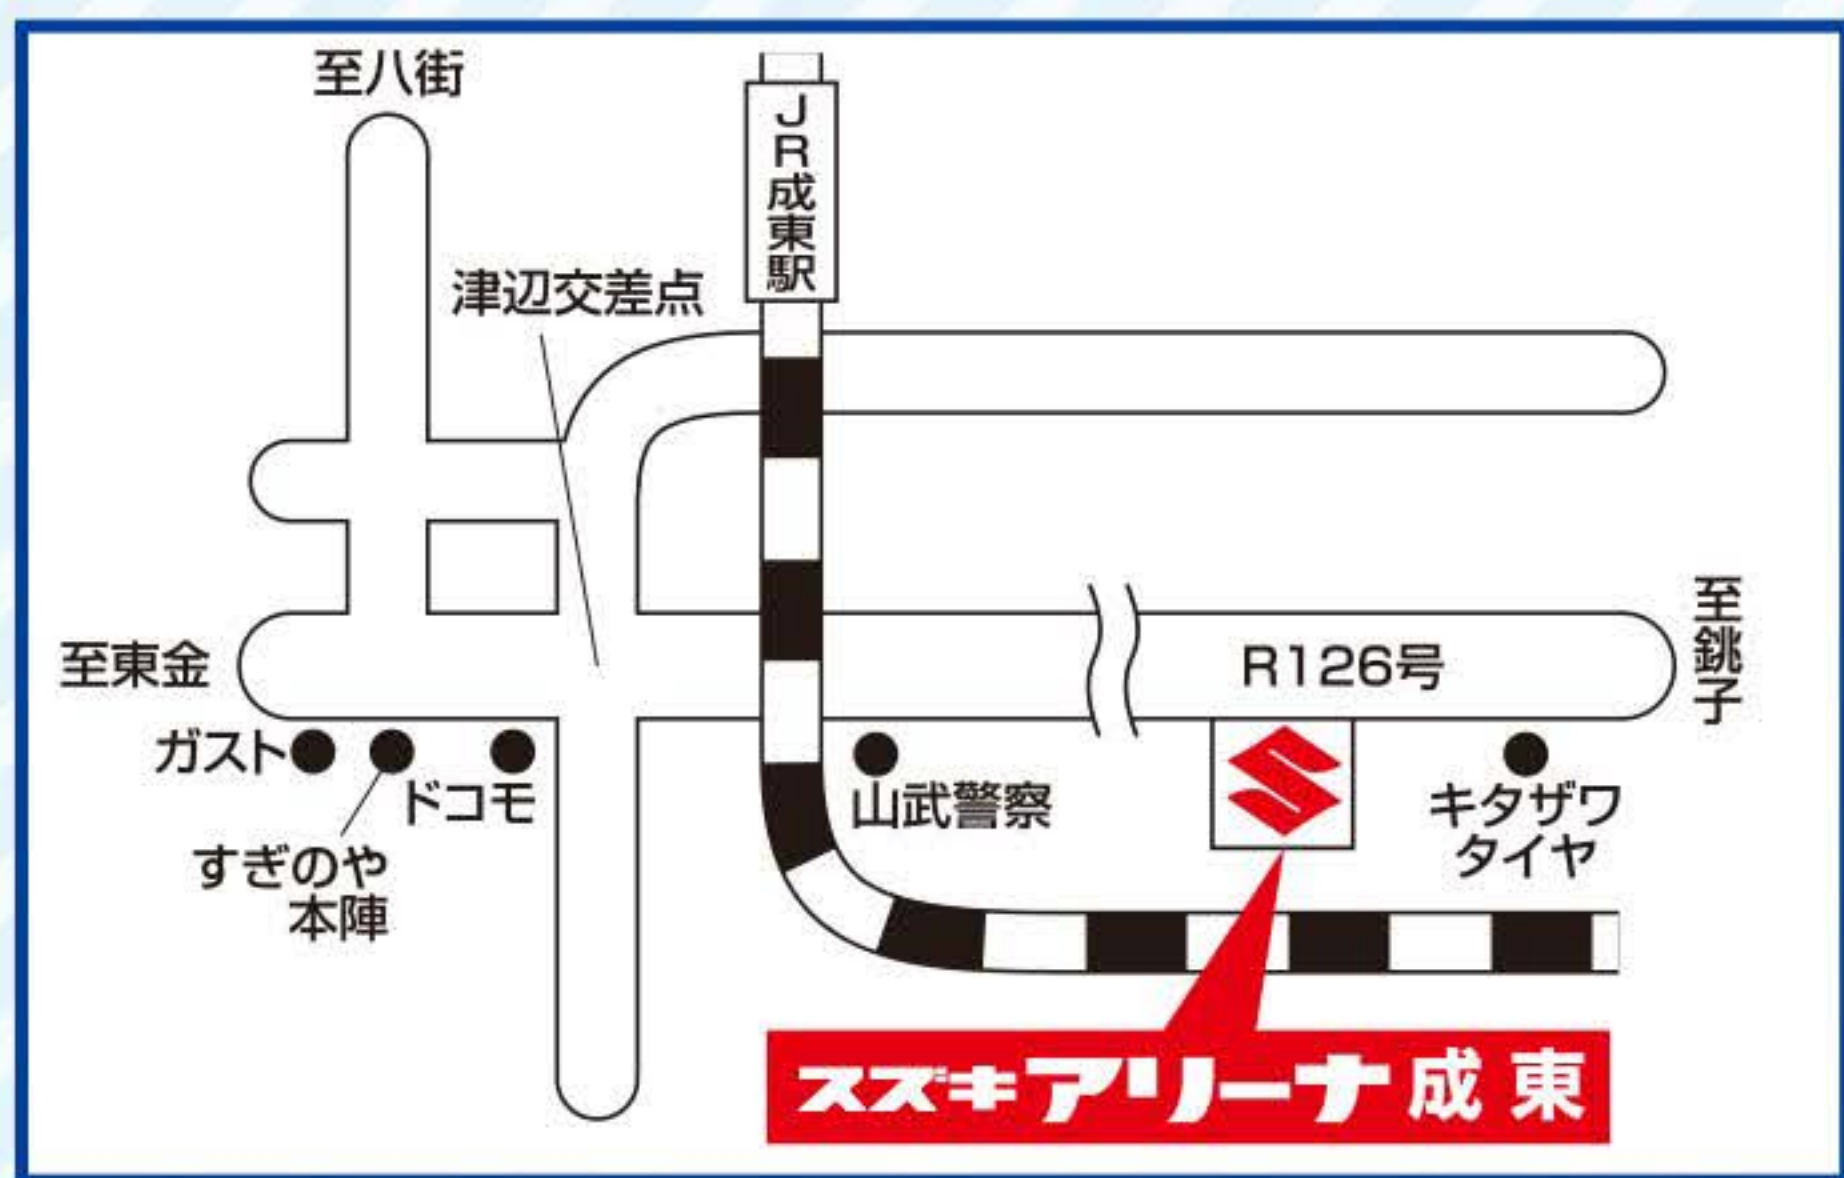 至八街
JR成東駅
津辺交差点
至東金
R126号
至銚子
ガスト
ドコモ
すぎのや
本陣
山武警察
キタザワ
タイヤ
スズキアリーナ成東